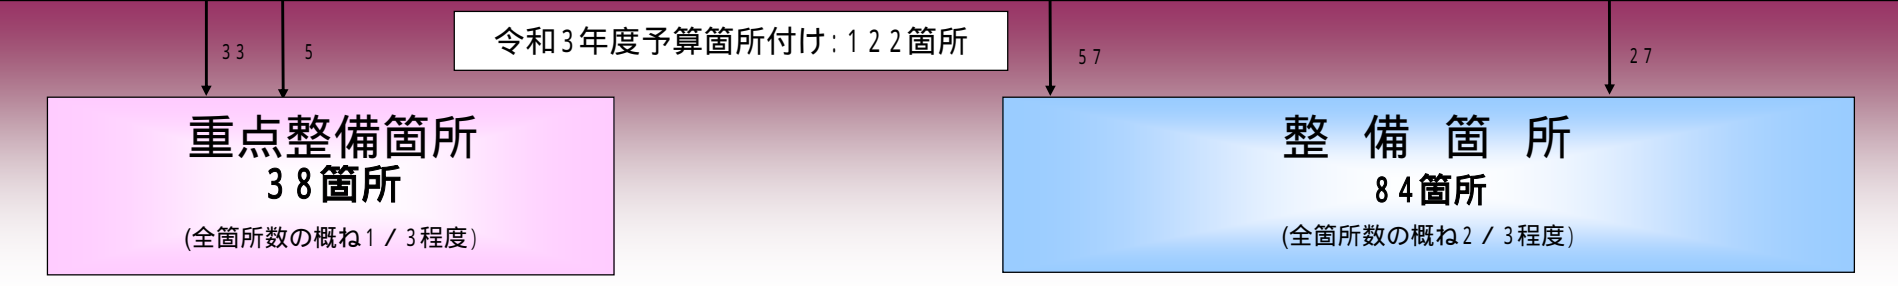 令和3年度予算箇所付け:122箇所
33
5
57
27
重点整備箇所
38箇所
(全箇所数の概ね1/3程度)
整備箇所
84箇所
(全箇所数の概ね2/3程度)